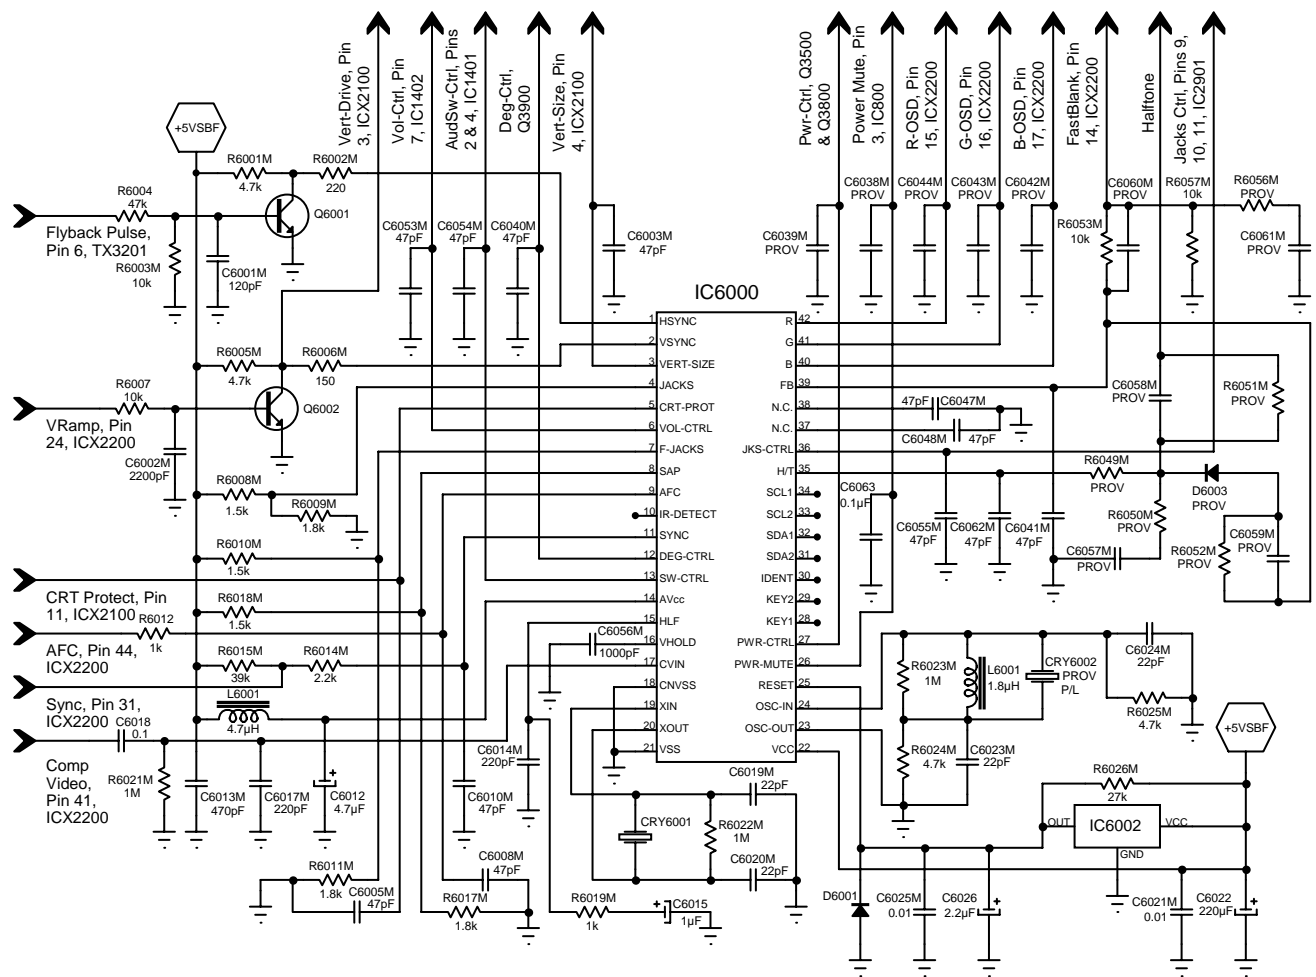 Vert-Drive, Pin
3, ICX2100
Vol-Ctrl, Pin
7, IC1402
AudSw-Ctrl, Pins
2 & 4, IC1401
Deg-Ctrl,
Q3900
Vert-Size, Pin
4, ICX2100
Pwr-Ctrl, Q3500
& Q3800
Power Mute, Pin
3, IC800
R-OSD, Pin
15, ICX2200
G-OSD, Pin
16, ICX2200
B-OSD, Pin
17, ICX2200
FastBlank, Pin
14, ICX2200
Halftone
Jacks Ctrl, Pins 9,
10, 11, IC2901
+5VSBF
R6001M
4.7k
R6002M
220
R6004
47k
Q6001
Flyback Pulse,
Pin 6, TX3201
R6003M
10k
C6001M
120pF
C6053M
47pF
C6054M
47pF
C6040M
47pF
C6003M
47pF
C6039M
PROV
C6038M
PROV
C6044M
PROV
C6043M
PROV
C6042M
PROV
C6060M
PROV
R6057M
10k
R6056M
PROV
R6053M
10k
C6061M
PROV
IC6000
1 HSYNC
2 VSYNC
3 VERT-SIZE
4 JACKS
5 CRT-PROT
6 VOL-CTRL
7 F-JACKS
8 SAP
9 AFC
10 IR-DETECT
11 SYNC
12 DEG-CTRL
13 SW-CTRL
14 AVcc
15 HLF
16 VHOLD
17 CVIN
18 CNVSS
19 XIN
20 XOUT
21 VSS
R 42
G 41
B 40
FB 39
N.C. 38
N.C. 37
JKS-CTRL 36
H/T 35
SCL1 34
SCL2 33
SDA1 32
SDA2 31
IDENT 30
KEY2 29
KEY1 28
PWR-CTRL 27
PWR-MUTE 26
RESET 25
OSC-IN 24
OSC-OUT 23
VCC 22
R6005M
4.7k
R6006M
150
R6007
10k
Q6002
VRamp, Pin
24, ICX2200
C6002M
2200pF
R6008M
1.5k
R6009M
1.8k
R6010M
1.5k
CRT Protect, Pin
11, ICX2100
R6018M
1.5k
R6012
1k
AFC, Pin 44,
ICX2200
R6015M
39k
R6014M
2.2k
Sync, Pin 31,
ICX2200
L6001
4.7µH
C6018
0.1
Comp
Video,
Pin 41,
ICX2200
R6021M
1M
C6013M
470pF
C6017M
220pF
+
C6012
4.7µF
C6010M
47pF
C6014M
220pF
C6056M
1000pF
R6011M
1.8k
C6005M
47pF
C6008M
47pF
R6017M
1.8k
R6019M
1k
+
C6015
1µF
CRY6001
R6022M
1M
C6019M
22pF
C6020M
22pF
47pF
C6047M
C6048M
47pF
C6063
0.1µF
C6055M
47pF
C6062M
47pF
C6041M
47pF
R6049M
PROV
C6058M
PROV
R6051M
PROV
D6003
PROV
R6050M
PROV
C6057M
PROV
R6052M
PROV
C6059M
PROV
R6023M
1M
L6001
1.8µH
CRY6002
PROV
P/L
C6024M
22pF
R6025M
4.7k
R6024M
4.7k
C6023M
22pF
+5VSBF
R6026M
27k
OUT
IC6002
VCC
GND
D6001
C6025M
0.01
C6026
2.2µF
+
C6021M
0.01
C6022
220µF
+